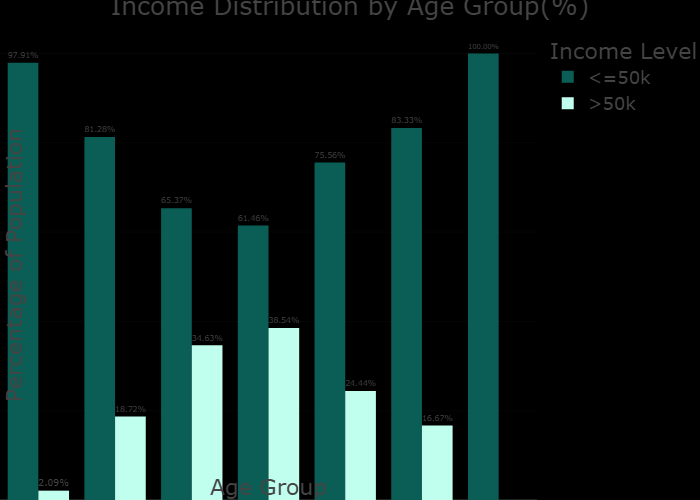 Income Distribution by Age Group(%)
Income Level
<=50k
>50k
97.91%
2.09%
81.28%
18.72%
65.37%
34.63%
61.46%
38.54%
75.56%
24.44%
83.33%
16.67%
100.00%
Percentage of Population
Age Group